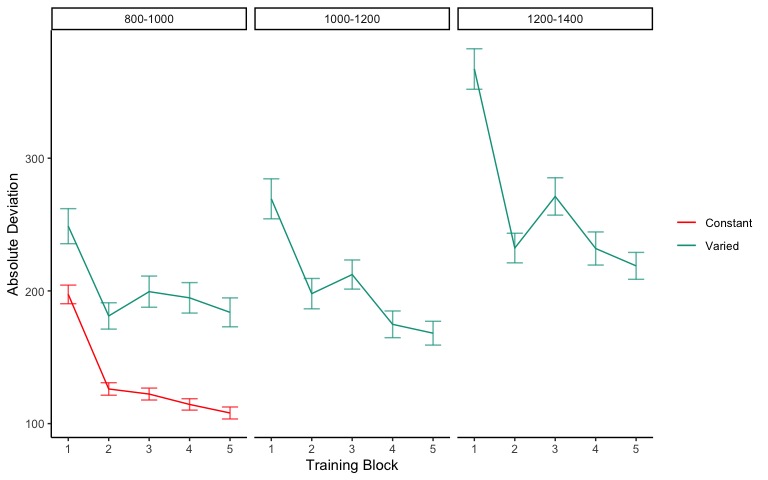 800-1000
1000-1200
1200-1400
Absolute Deviation
300
200
100
1 2 3 4 5
1 2 3 4 5
1 2 3 4 5
Training Block
Constant
Varied